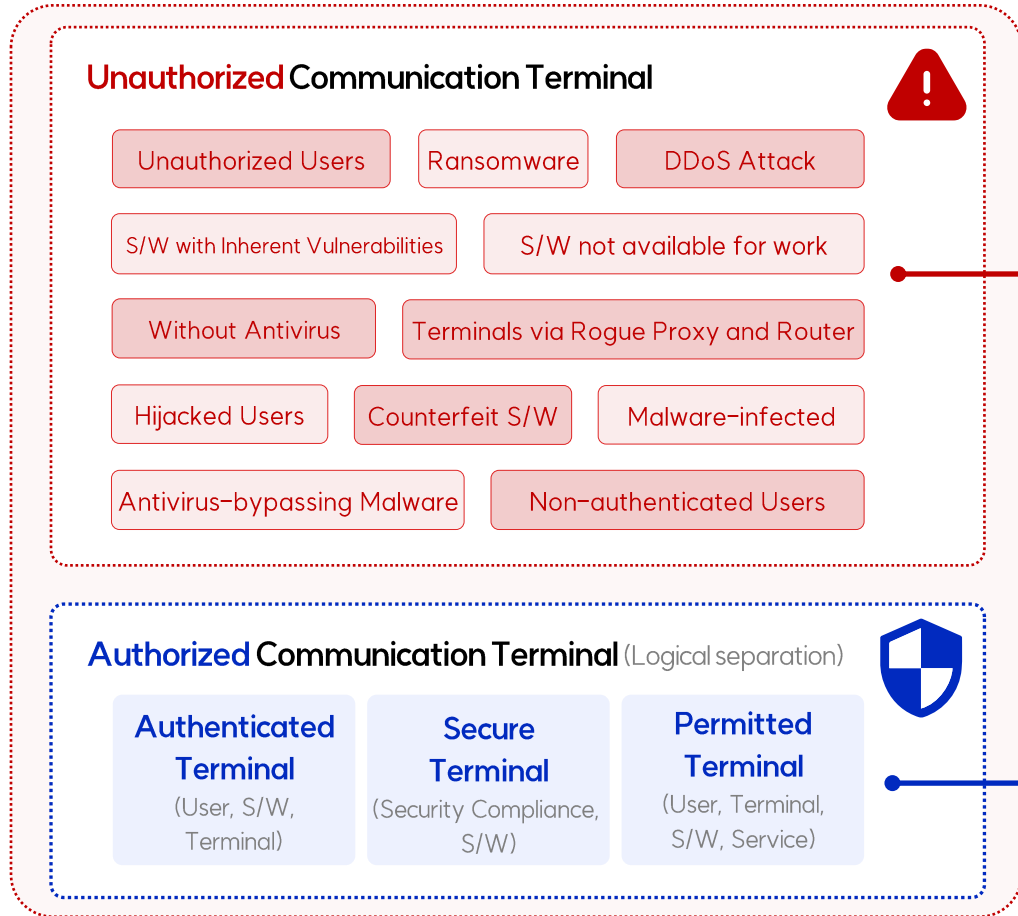 Unauthorized Communication Terminal
Unauthorized Users
Ransomware
DDoS Attack
S/W with Inherent Vulnerabilities
S/W not available for work
Without Antivirus
Terminals via Rogue Proxy and Router
Hijacked Users
Counterfeit S/W
Malware-infected
Antivirus-bypassing Malware
Non-authenticated Users
Authorized Communication Terminal (Logical separation)
Authenticated
Terminal
(User, S/W,
Terminal)
Secure
Terminal
(Security Compliance,
S/W)
Permitted
Terminal
(User, Terminal,
S/W, Service)